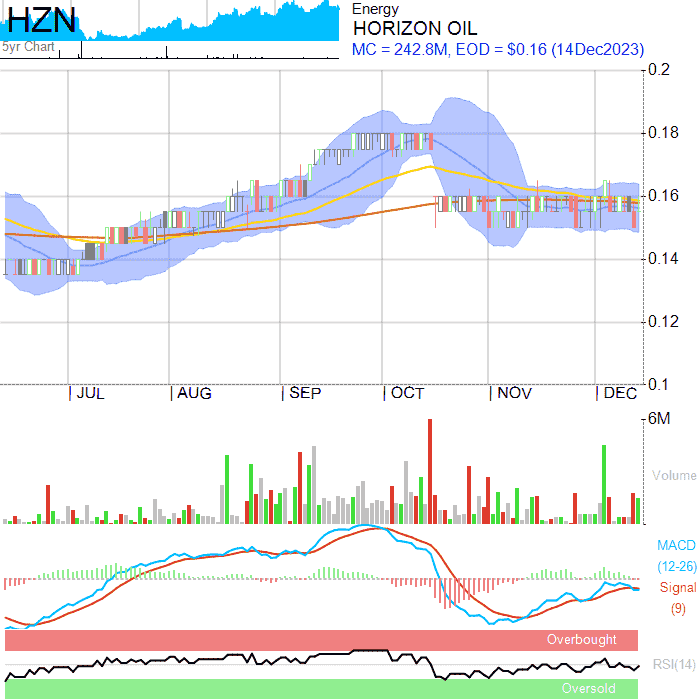 HZN
5yr Chart
Energy
HORIZON OIL
MC = 242.8M, EOD = $0.16 (14Dec2023)
0.2
0.18
0.16
0.14
0.12
0.1
JUL AUG SEP OCT NOV DEC
6M
Volume
MACD
(12-26)
Signal
(9)
Overbought
RSI(14)
Oversold